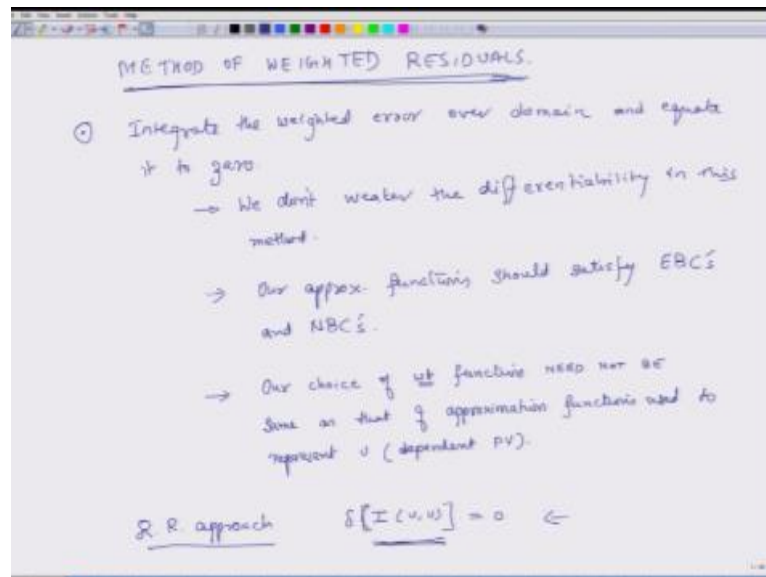 METHOD OF WEIGHTED RESIDUALS.
Integrate the weighted error over domain and equate
it to zero
→ We don't weaken the differentiability in this
method.
→ Our approx. functions should satisfy EBC's
and NBC's.
→ Our choice of wt function NEED NOT BE
same as that of approximation functions used to
represent u (dependent PV).
R.R. approach δ[I(u,u)] = 0 ←